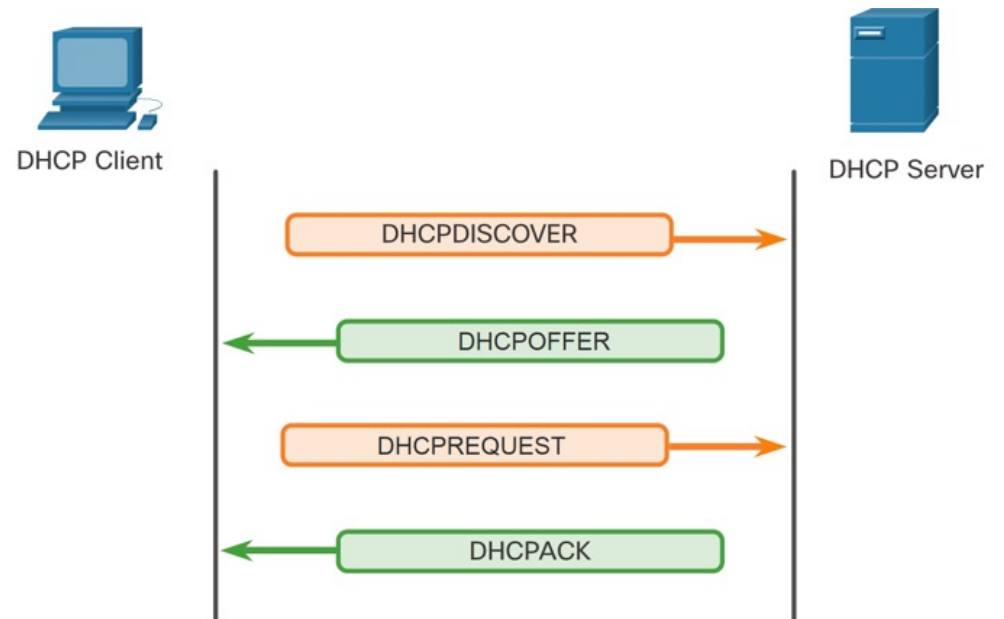 DHCP Client
DHCP Server
DHCPDISCOVER
DHCPOFFER
DHCPREQUEST
DHCPACK